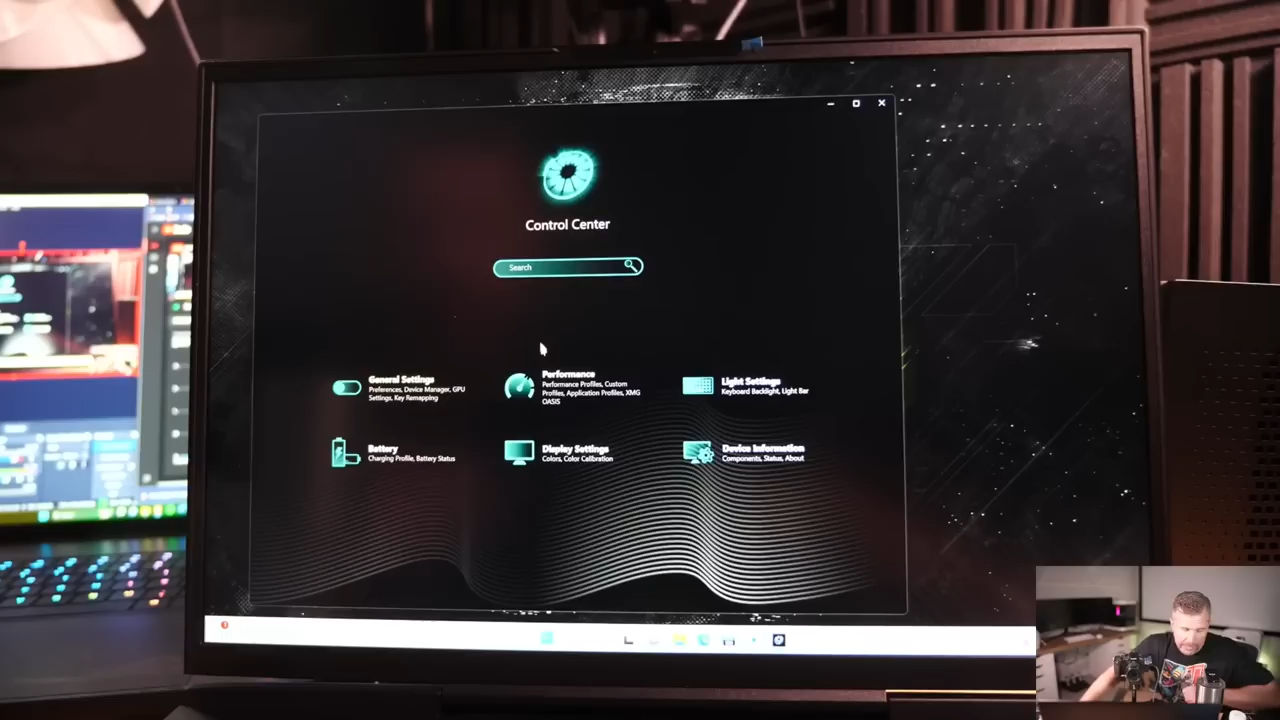 Control Center
Search
General Settings
Preferences, Device Manager, GPU
Settings, Key Remapping
Performance
Performance Profiles, Custom
Profiles, Application Profiles, XMG
OASIS
Light Settings
Keyboard Backlight, Light Bar
Battery
Charging Profile, Battery Status
Display Settings
Colors, Color Calibration
Device Information
Components, Status, About